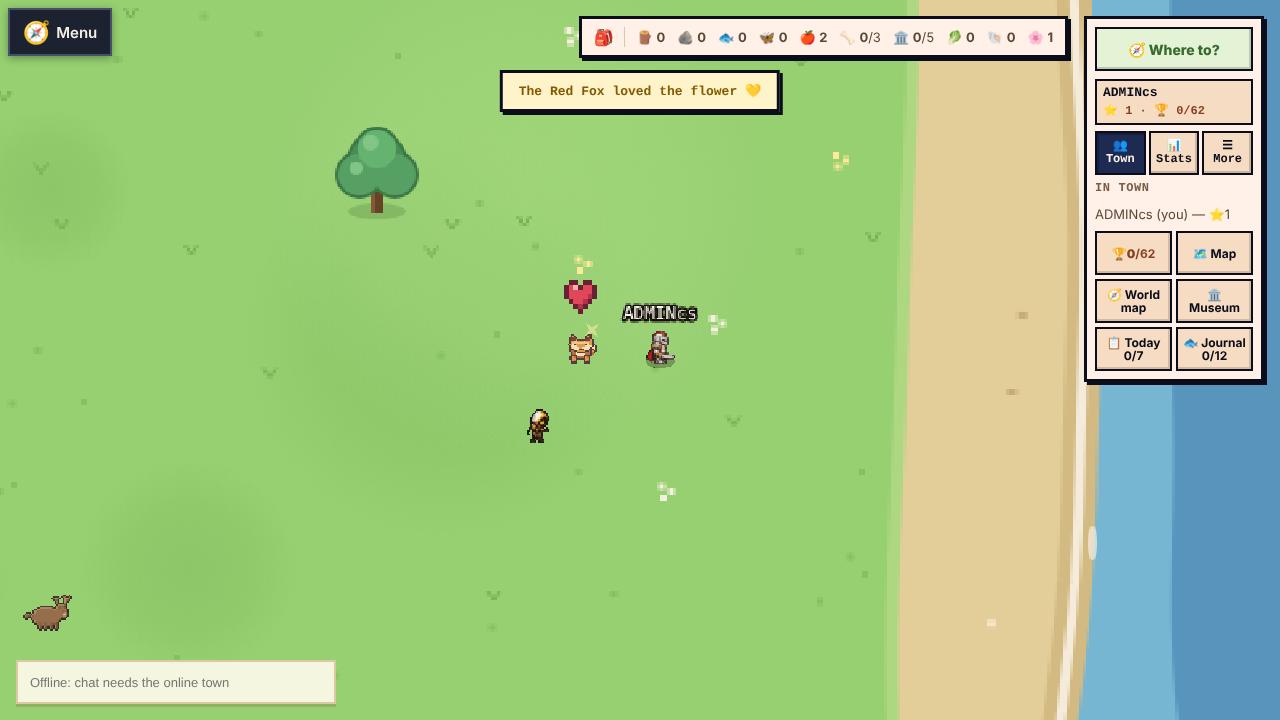 Menu
0 0 0 0 2 0/3 0/5 0 0 1
The Red Fox loved the flower
Where to?
ADMINcs
1 · 0/62
Town Stats More
IN TOWN
ADMINcs (you) — 1
0/62 Map
World map
Museum
Today 0/7
Journal 0/12
ADMINcs
Offline: chat needs the online town